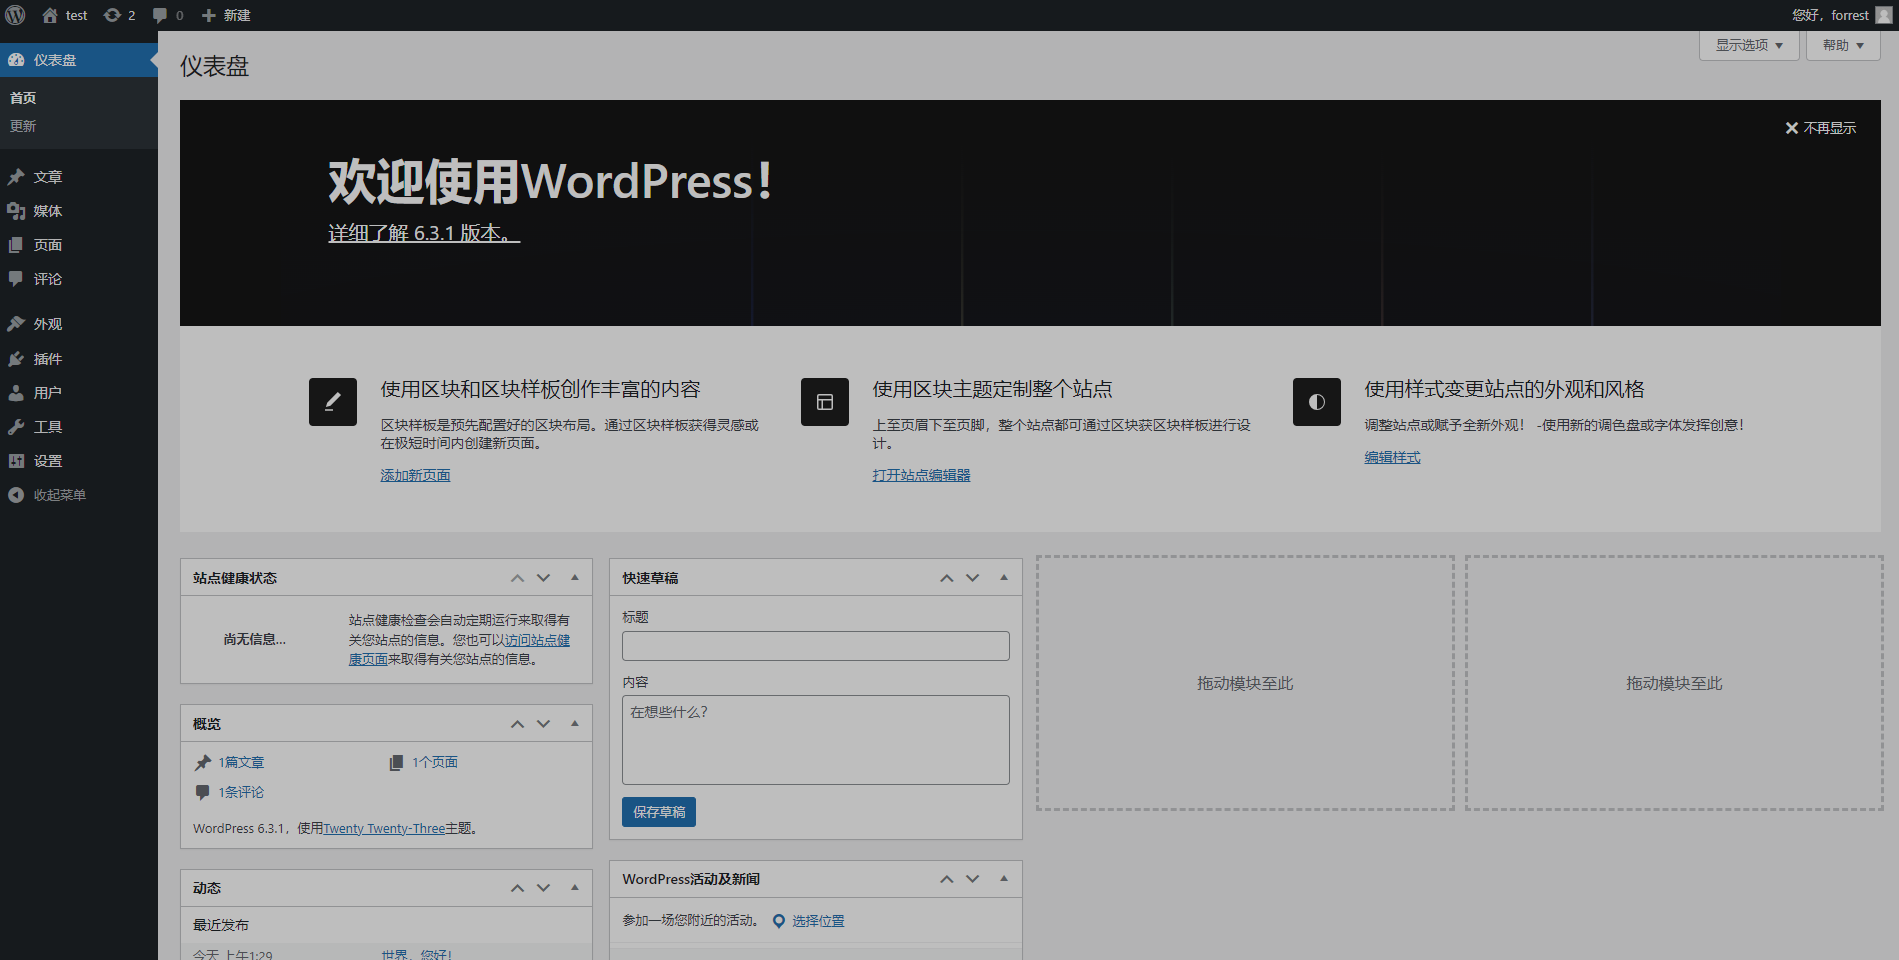 test
2
0
新建
您好，forrest
仪表盘
首页
更新
文章
媒体
页面
评论
外观
插件
用户
工具
设置
收起菜单
仪表盘
显示选项
帮助
不再显示
欢迎使用WordPress！
详细了解 6.3.1 版本。
使用区块和区块样板创作丰富的内容
区块样板是预先配置好的区块布局。通过区块样板获得灵感或
在极短时间内创建新页面。
添加新页面
使用区块主题定制整个站点
上至页眉下至页脚，整个站点都可通过区块获区块样板进行设
计。
打开站点编辑器
使用样式变更站点的外观和风格
调整站点或赋予全新外观！ -使用新的调色盘或字体发挥创意！
编辑样式
站点健康状态
尚无信息...
站点健康检查会自动定期运行来取得有
关您站点的信息。您也可以访问站点健
康页面来取得有关您站点的信息。
概览
1篇文章
1个页面
1条评论
WordPress 6.3.1，使用Twenty Twenty-Three主题。
动态
最近发布
今天 上午1:29
世界，您好！
快速草稿
标题
内容
在想些什么？
保存草稿
WordPress活动及新闻
参加一场您附近的活动。
选择位置
拖动模块至此
拖动模块至此